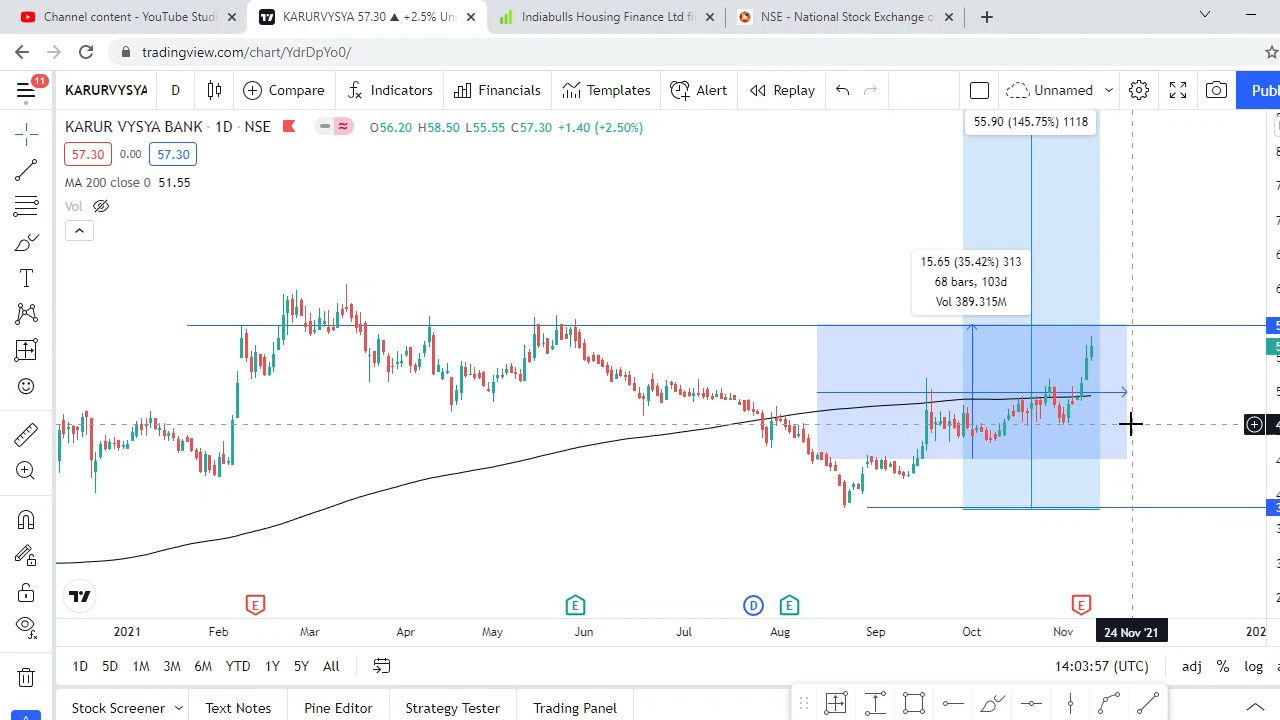 Channel content - YouTube Studi
KARURVYSYA 57.30 ▲ +2.5% Un
Indiabulls Housing Finance Ltd fi
NSE - National Stock Exchange o
tradingview.com/chart/YdrDpYo0/
11
KARURVYSYA D Compare Indicators Financials Templates Alert Replay Unnamed Publ
KARUR VYSYA BANK · 1D · NSE O56.20 H58.50 L55.55 C57.30 +1.40 (+2.50%)
55.90 (145.75%) 1118
57.30 0.00 57.30
MA 200 close 0 51.55
Vol
15.65 (35.42%) 313
68 bars, 103d
Vol 389.315M
E E D E E
2021 Feb Mar Apr May Jun Jul Aug Sep Oct Nov 24 Nov '21 202
1D 5D 1M 3M 6M YTD 1Y 5Y All 14:03:57 (UTC) adj % log
Stock Screener Text Notes Pine Editor Strategy Tester Trading Panel